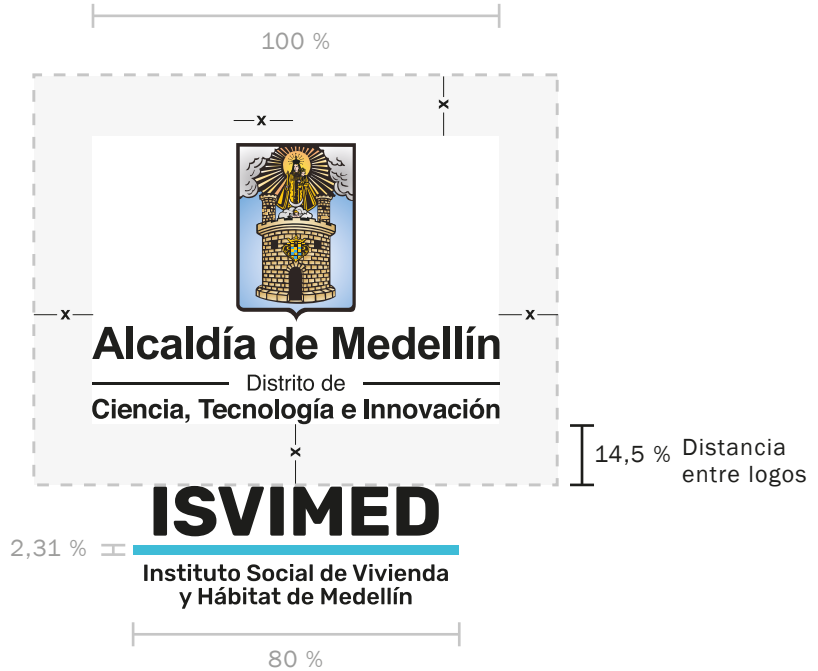 100 %
x
x
x
x
Alcaldía de Medellín
Distrito de
Ciencia, Tecnología e Innovación
x
14,5 % Distancia
entre logos
ISVIMED
2,31 %
Instituto Social de Vivienda
y Hábitat de Medellín
80 %